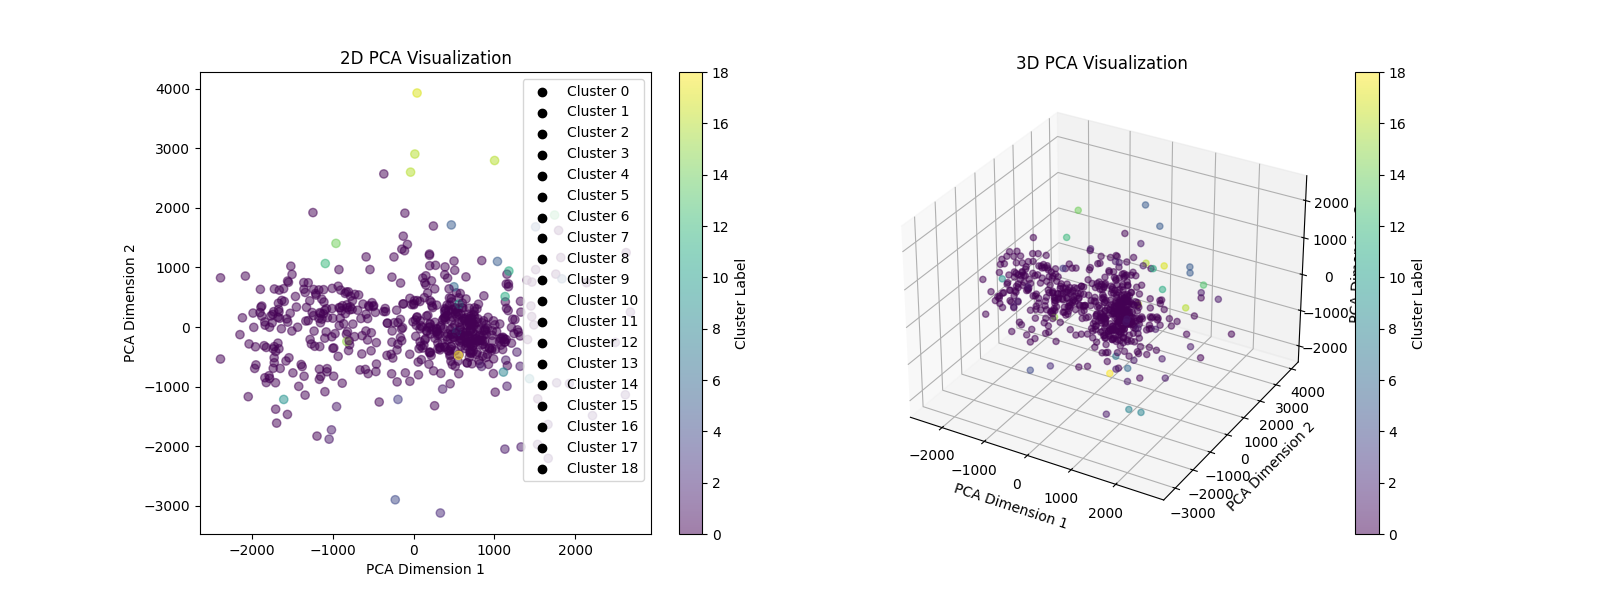 2D PCA Visualization
PCA Dimension 2
4000
3000
2000
1000
0
−1000
−2000
−3000
−2000
−1000
0
1000
2000
PCA Dimension 1
Cluster 0
Cluster 1
Cluster 2
Cluster 3
Cluster 4
Cluster 5
Cluster 6
Cluster 7
Cluster 8
Cluster 9
Cluster 10
Cluster 11
Cluster 12
Cluster 13
Cluster 14
Cluster 15
Cluster 16
Cluster 17
Cluster 18
18
16
14
12
10
8
6
4
2
0
Cluster Label
3D PCA Visualization
−2000
−1000
0
1000
2000
PCA Dimension 1
−3000
−2000
−1000
0
1000
2000
3000
4000
PCA Dimension 2
2000
1000
0
−1000
−2000
18
16
14
12
10
8
6
4
2
0
Cluster Label